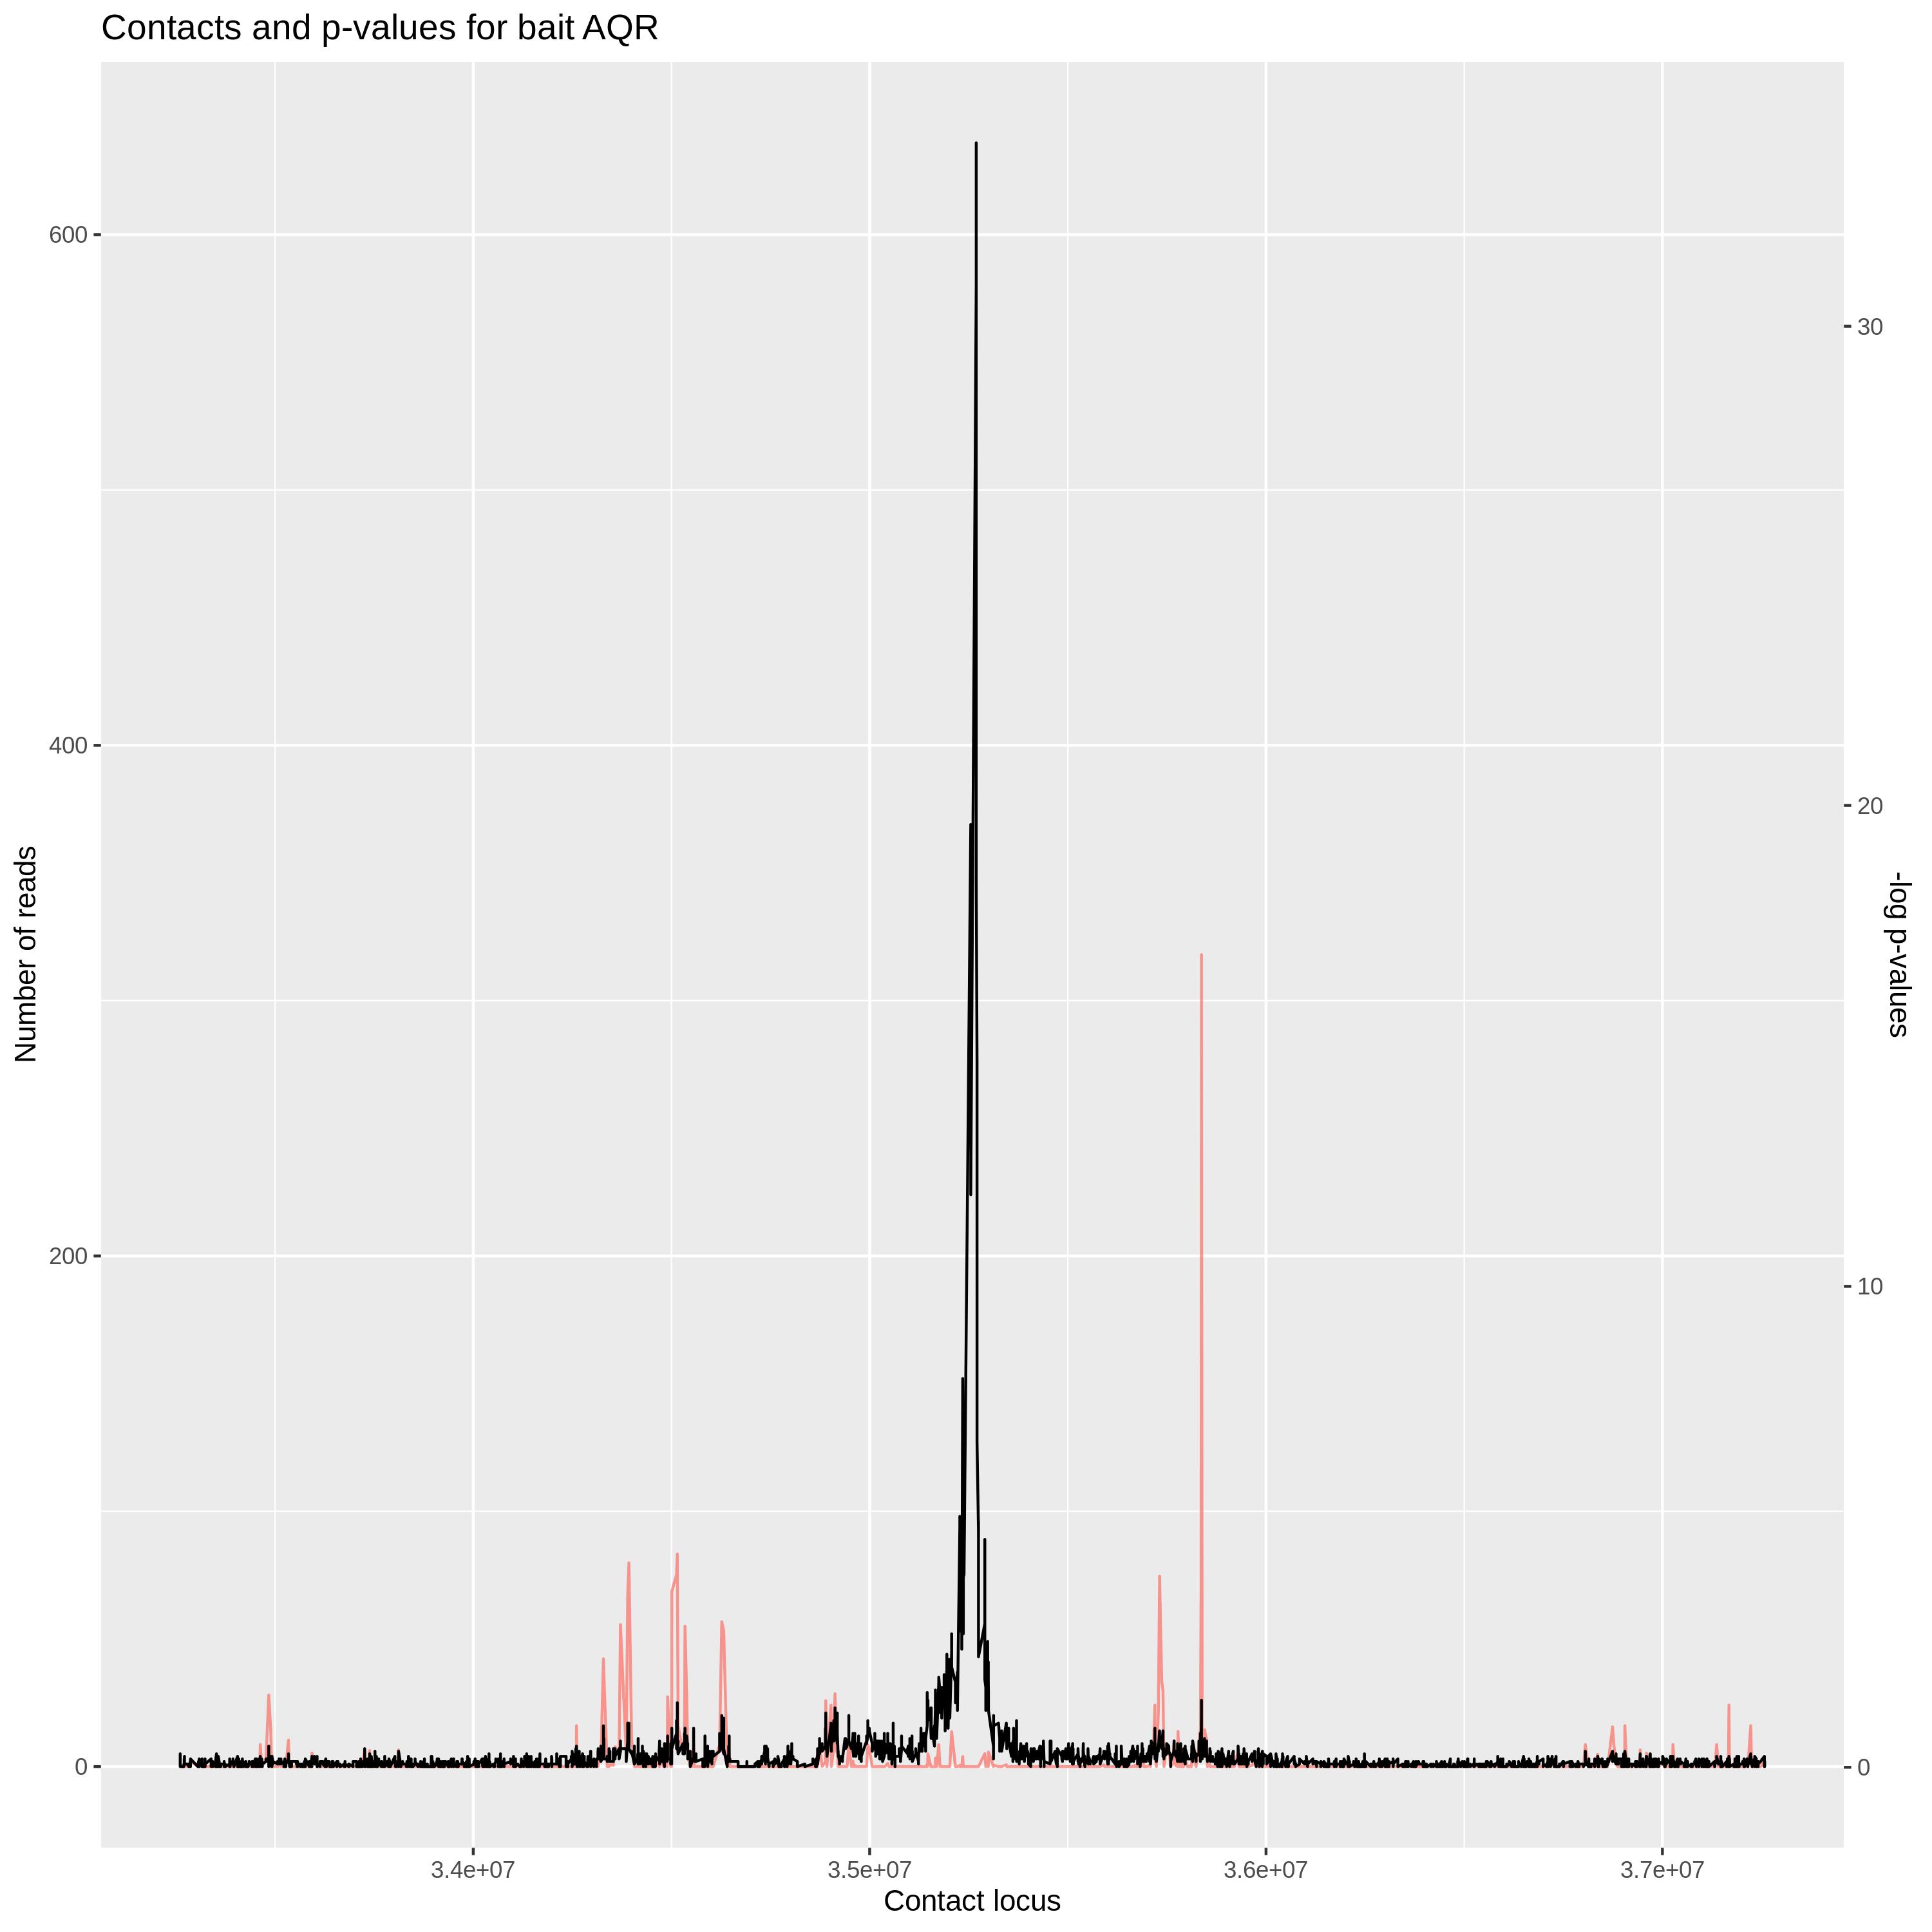 Contacts and p-values for bait AQR
600
400
200
0
Number of reads
30
20
10
0
-log p-values
3.4e+07
3.5e+07
3.6e+07
3.7e+07
Contact locus